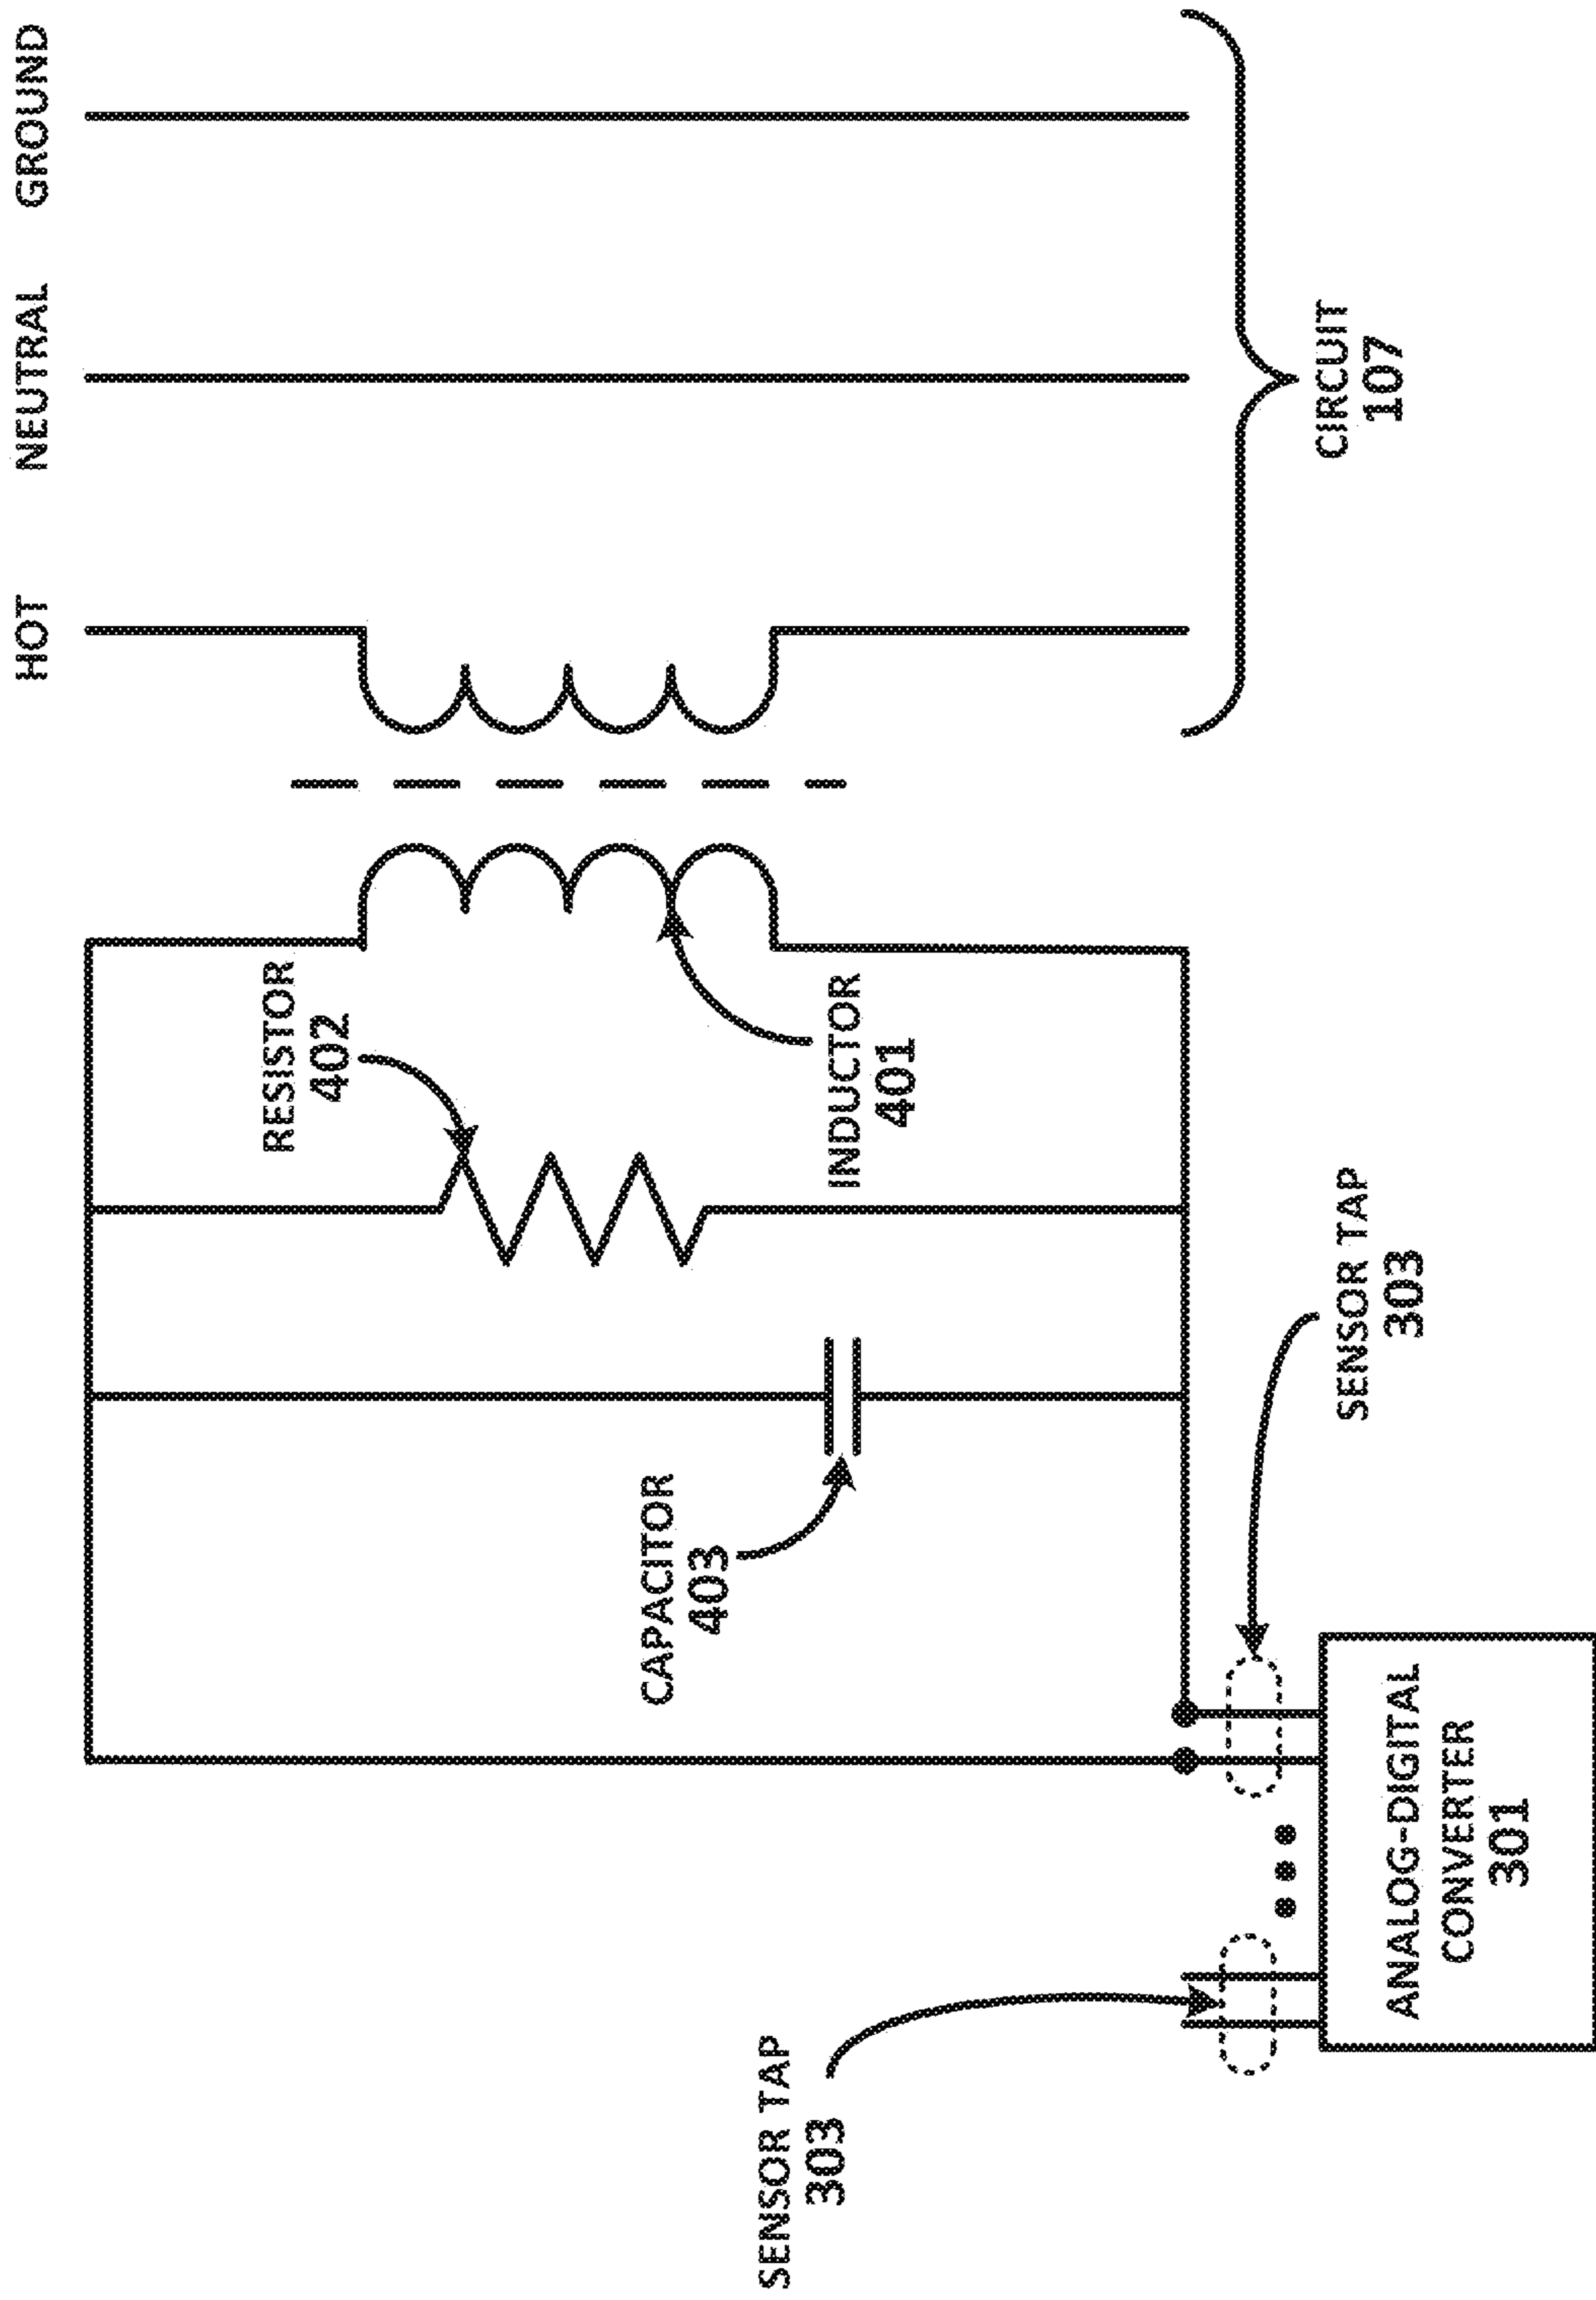 HOT
NEUTRAL
GROUND
RESISTOR
402
INDUCTOR
401
CIRCUIT
107
CAPACITOR
403
SENSOR TAP
303
SENSOR TAP
303
ANALOG-DIGITAL
CONVERTER
301